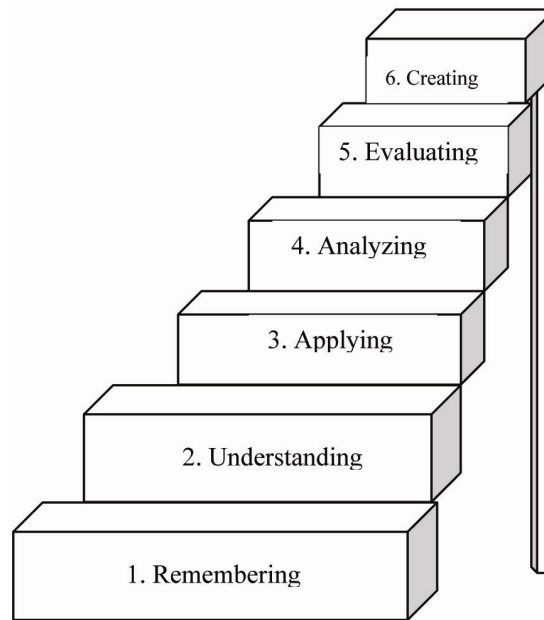 6. Creating
5. Evaluating
4. Analyzing
3. Applying
2. Understanding
1. Remembering